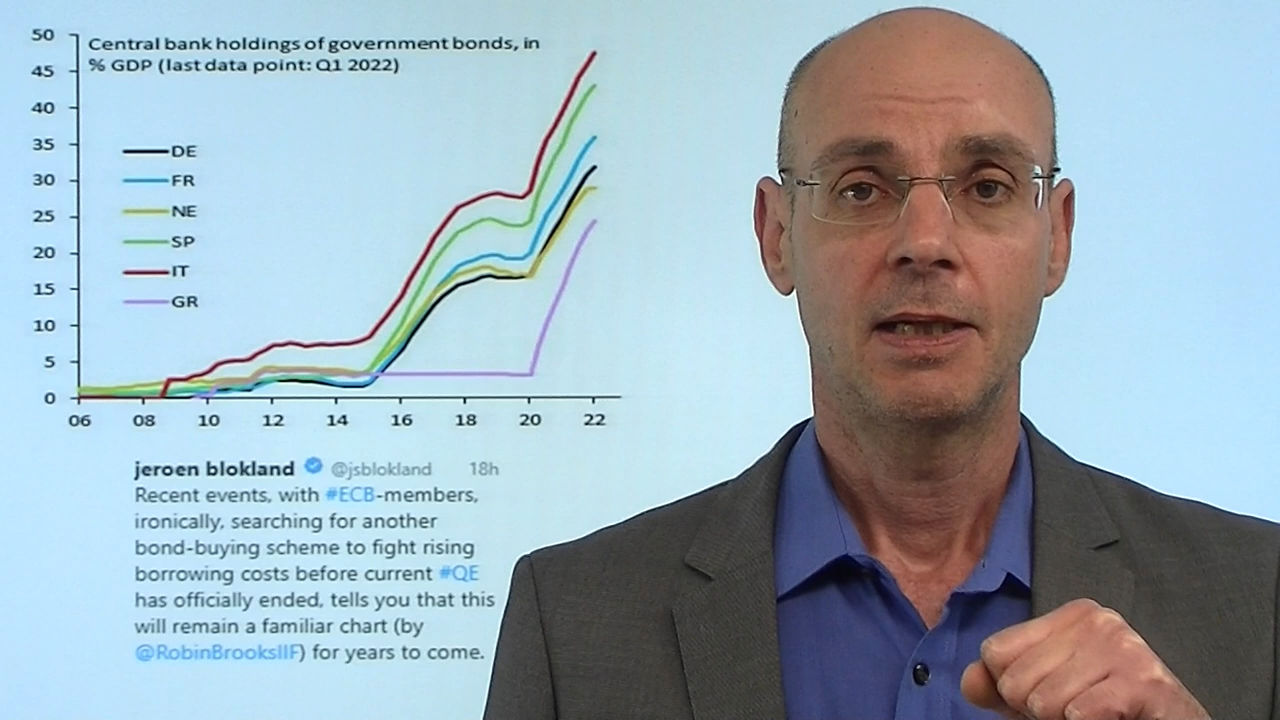 Central bank holdings of government bonds, in
% GDP (last data point: Q1 2022)
50
45
40
35
30
25
20
15
10
5
0
DE
FR
NE
SP
IT
GR
06 08 10 12 14 16 18 20 22
jeroen blokland @jsblokland 18h
Recent events, with #ECB-members,
ironically, searching for another
bond-buying scheme to fight rising
borrowing costs before current #QE
has officially ended, tells you that this
will remain a familiar chart (by
@RobinBrooksIIF) for years to come.